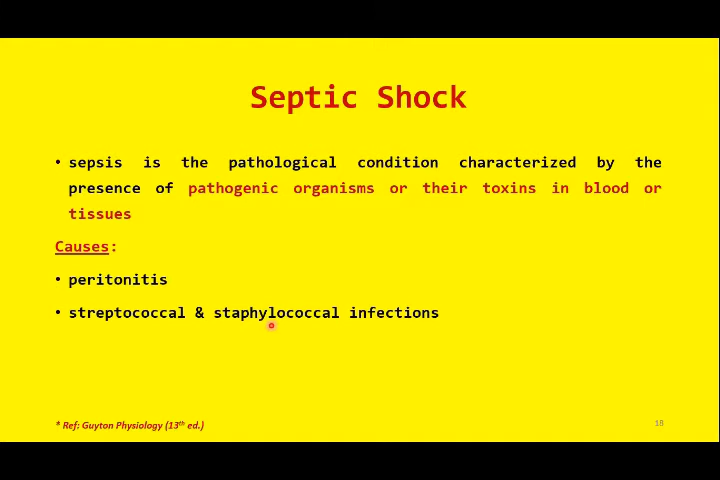 Septic Shock
• sepsis is the pathological condition characterized by the
presence of pathogenic organisms or their toxins in blood or
tissues
Causes:
• peritonitis
• streptococcal & staphylococcal infections
* Ref: Guyton Physiology (13th ed.)
18